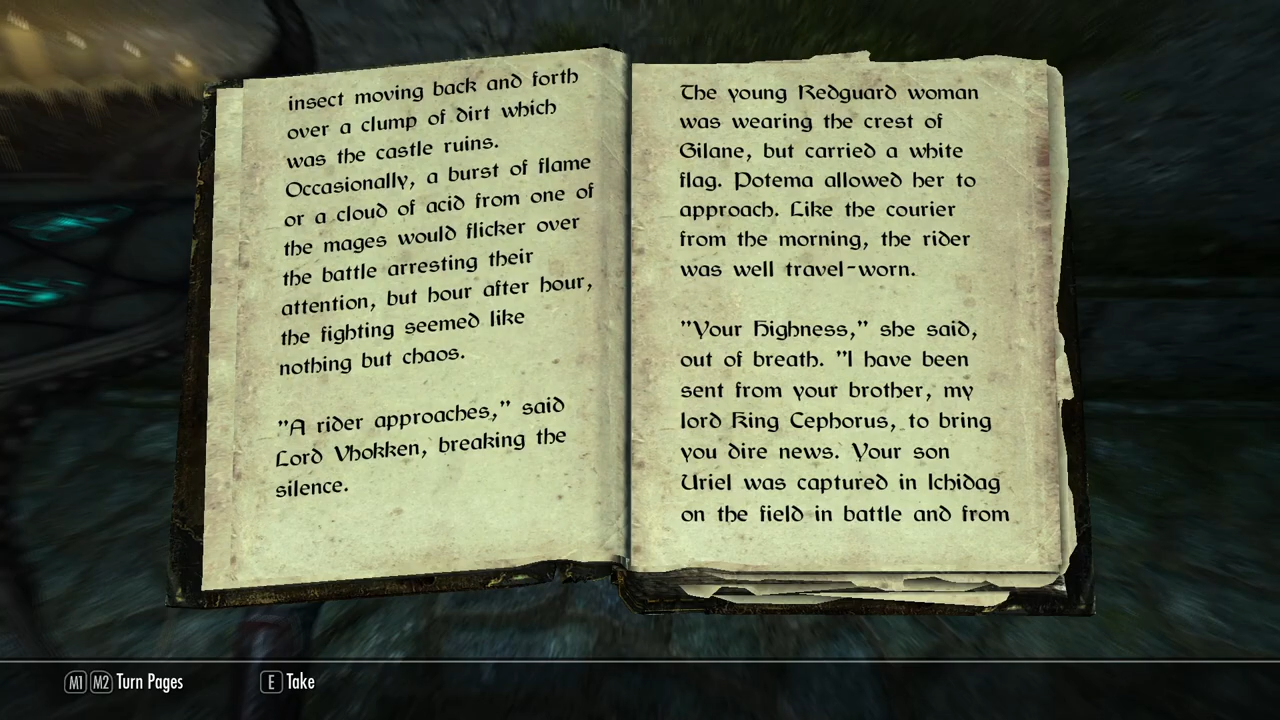 insect moving back and forth
over a clump of dirt which
was the castle ruins.
Occasionally, a burst of flame
or a cloud of acid from one of
the mages would flicker over
the battle arresting their
attention, but hour after hour,
the fighting seemed like
nothing but chaos.
"A rider approaches," said
Lord Vhokken, breaking the
silence.
The young Redguard woman
was wearing the crest of
Gilane, but carried a white
flag. Potema allowed her to
approach. Like the courier
from the morning, the rider
was well travel-worn.
"Your Highness," she said,
out of breath. "I have been
sent from your brother, my
lord King Cephorus, to bring
you dire news. Your son
Uriel was captured in Ichidag
on the field in battle and from
M1 M2 Turn Pages E Take